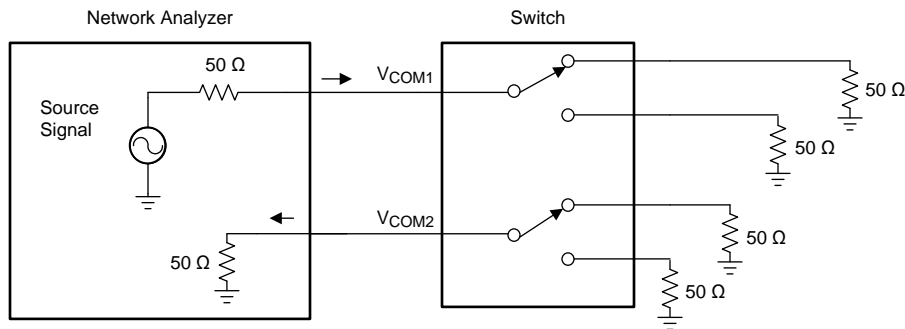 Network Analyzer
Switch
50 Ω
VCOM1
Source
Signal
50 Ω
50 Ω
VCOM2
50 Ω
50 Ω
50 Ω